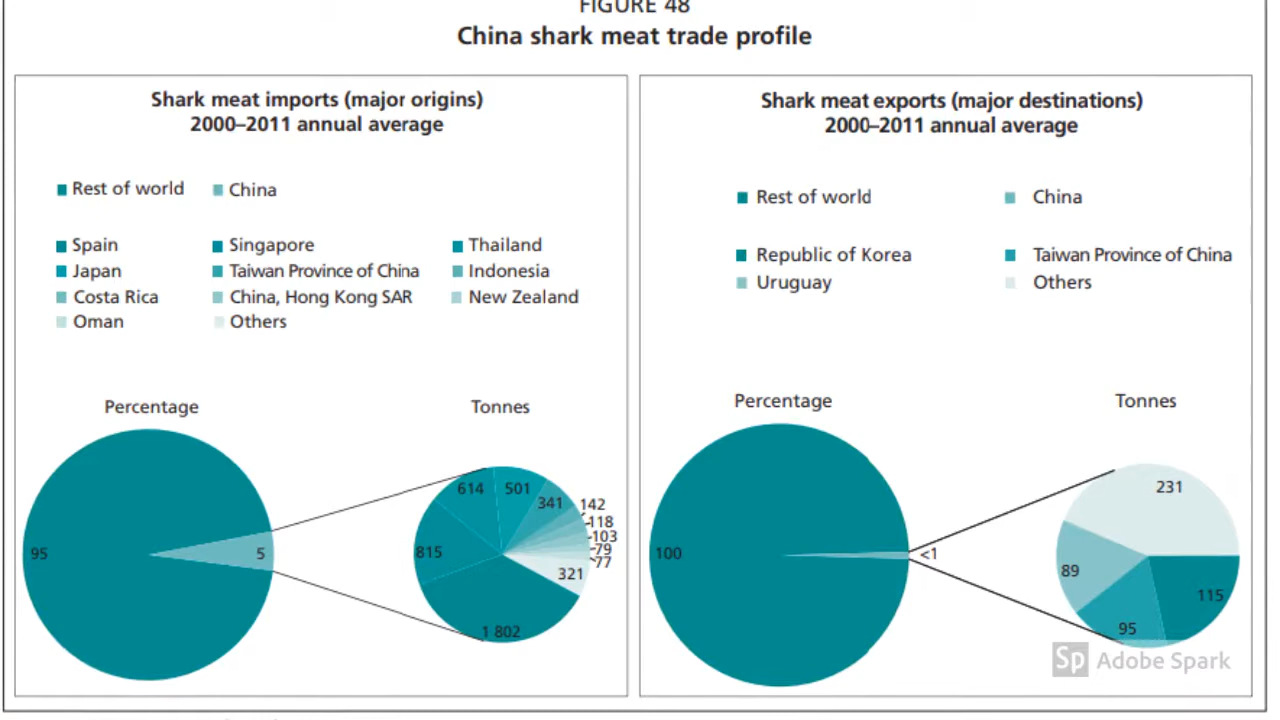 FIGURE 48
China shark meat trade profile
Shark meat imports (major origins)
2000–2011 annual average
Rest of world China
Spain Singapore Thailand
Japan Taiwan Province of China Indonesia
Costa Rica China, Hong Kong SAR New Zealand
Oman Others
Percentage Tonnes
95
5
614 501
341 142
118
103
79
77
815
321
1 802
Shark meat exports (major destinations)
2000–2011 annual average
Rest of world China
Republic of Korea Taiwan Province of China
Uruguay Others
Percentage Tonnes
100
<1
231
89
115
95
Sp Adobe Spark